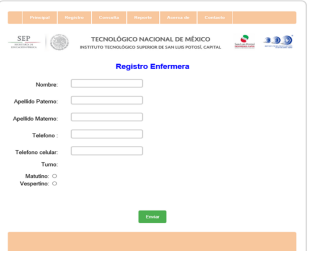 Principal Registro Consulta Reporte Acerca de Contacto
SEP
TECNOLÓGICO NACIONAL DE MÉXICO
INSTITUTO TECNOLÓGICO SUPERIOR DE SAN LUIS POTOSÍ, CAPITAL
Registro Enfermera
Nombre:
Apellido Paterno:
Apellido Materno:
Telefono :
Telefono celular:
Turno:
Matutino:
Vespertino:
Enviar